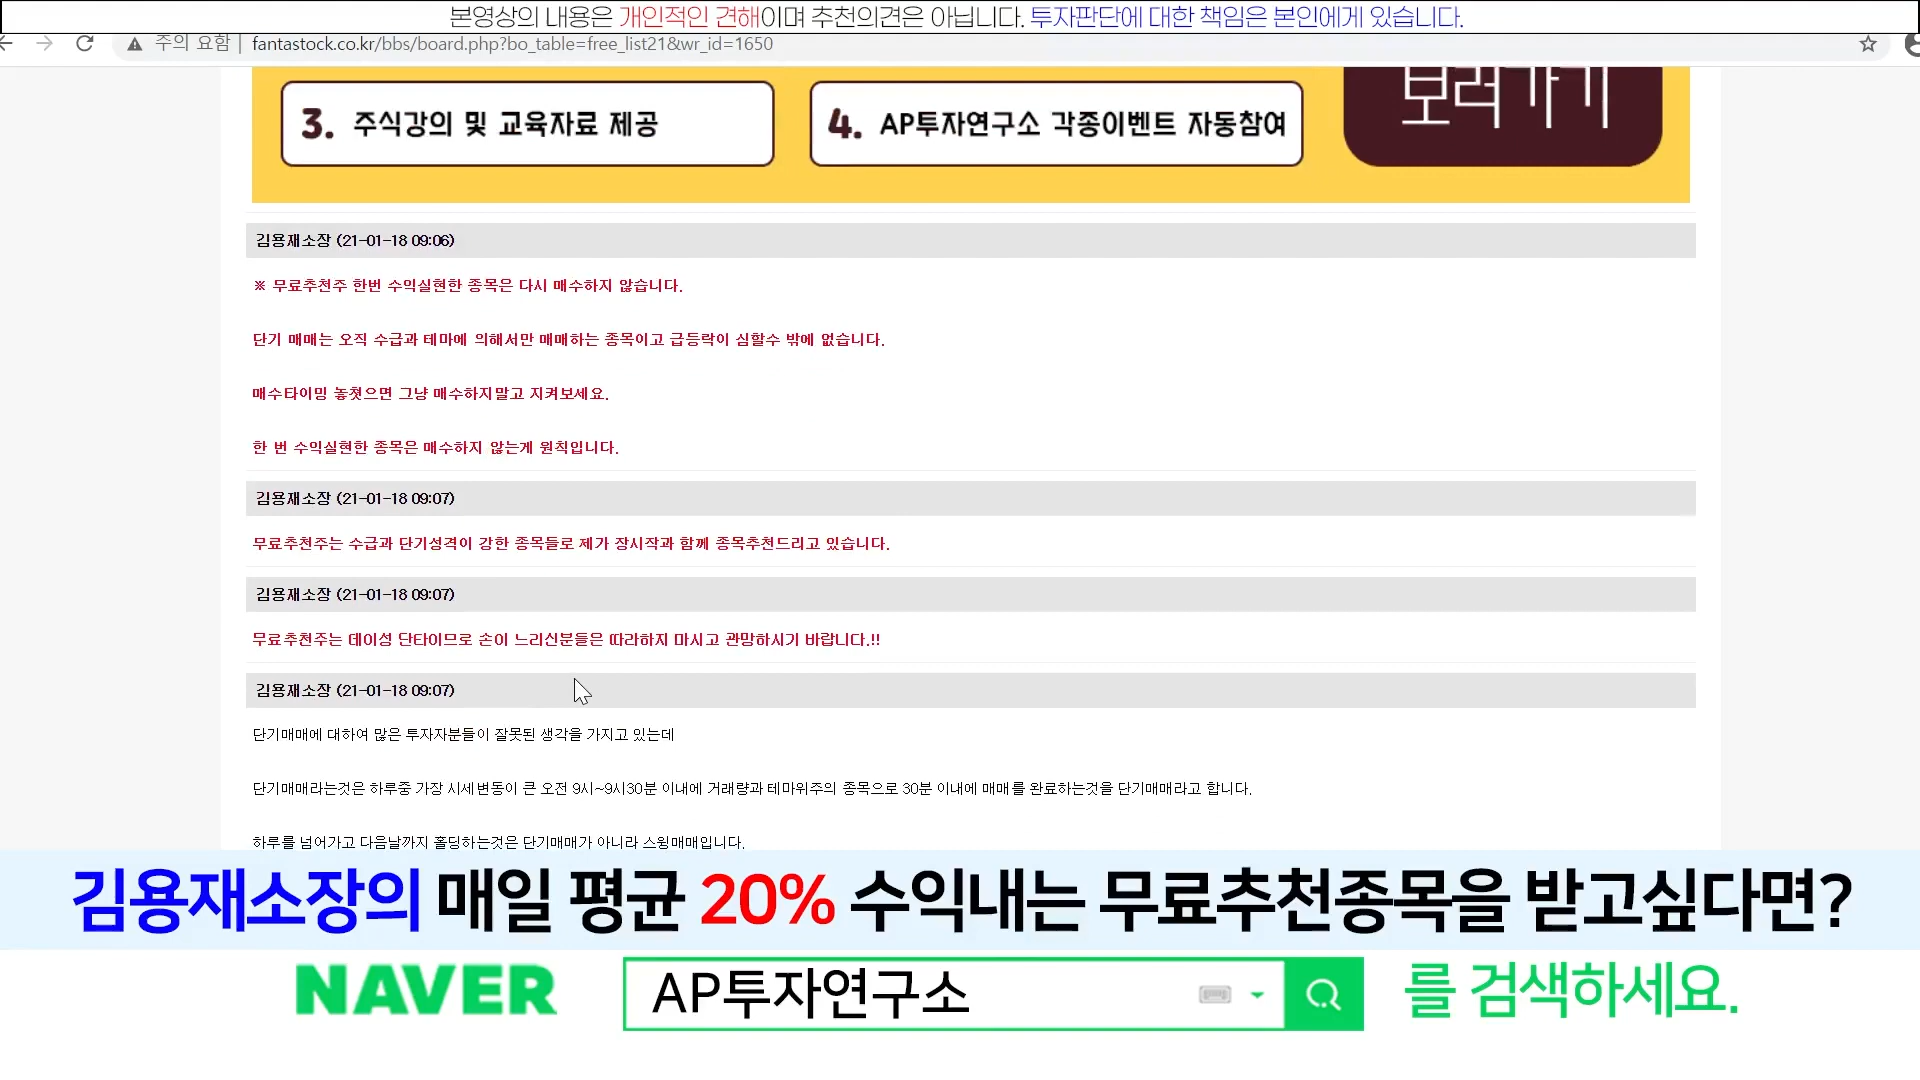 본영상의 내용은 개인적인 견해이며 추천의견은 아닙니다. 투자판단에 대한 책임은 본인에게 있습니다.
주의 요함 | fantastock.co.kr/bbs/board.php?bo_table=free_list21&wr_id=1650
보러가기
3. 주식강의 및 교육자료 제공
4. AP투자연구소 각종이벤트 자동참여
김용재소장 (21-01-18 09:06)
※ 무료추천주 한번 수익실현한 종목은 다시 매수하지 않습니다.
단기 매매는 오직 수급과 테마에 의해서만 매매하는 종목이고 급등락이 심할수 밖에 없습니다.
매수타이밍 놓쳣으면 그냥 매수하지말고 지켜보세요.
한 번 수익실현한 종목은 매수하지 않는게 원칙입니다.
김용재소장 (21-01-18 09:07)
무료추천주는 수급과 단기성격이 강한 종목들로 제가 장시작과 함께 종목추천드리고 있습니다.
김용재소장 (21-01-18 09:07)
무료추천주는 데이성 단타이므로 손이 느리신분들은 따라하지 마시고 관망하시기 바랍니다.!!
김용재소장 (21-01-18 09:07)
단기매매에 대하여 많은 투자자분들이 잘못된 생각을 가지고 있는데
단기매매라는것은 하루중 가장 시세변동이 큰 오전 9시~9시30분 이내에 거래량과 테마위주의 종목으로 30분 이내에 매매를 완료하는것을 단기매매라고 합니다.
하루를 넘어가고 다음날까지 홀딩하는것은 단기매매가 아니라 스윙매매입니다.
김용재소장의 매일 평균 20% 수익내는 무료추천종목을 받고싶다면?
NAVER AP투자연구소 를 검색하세요.